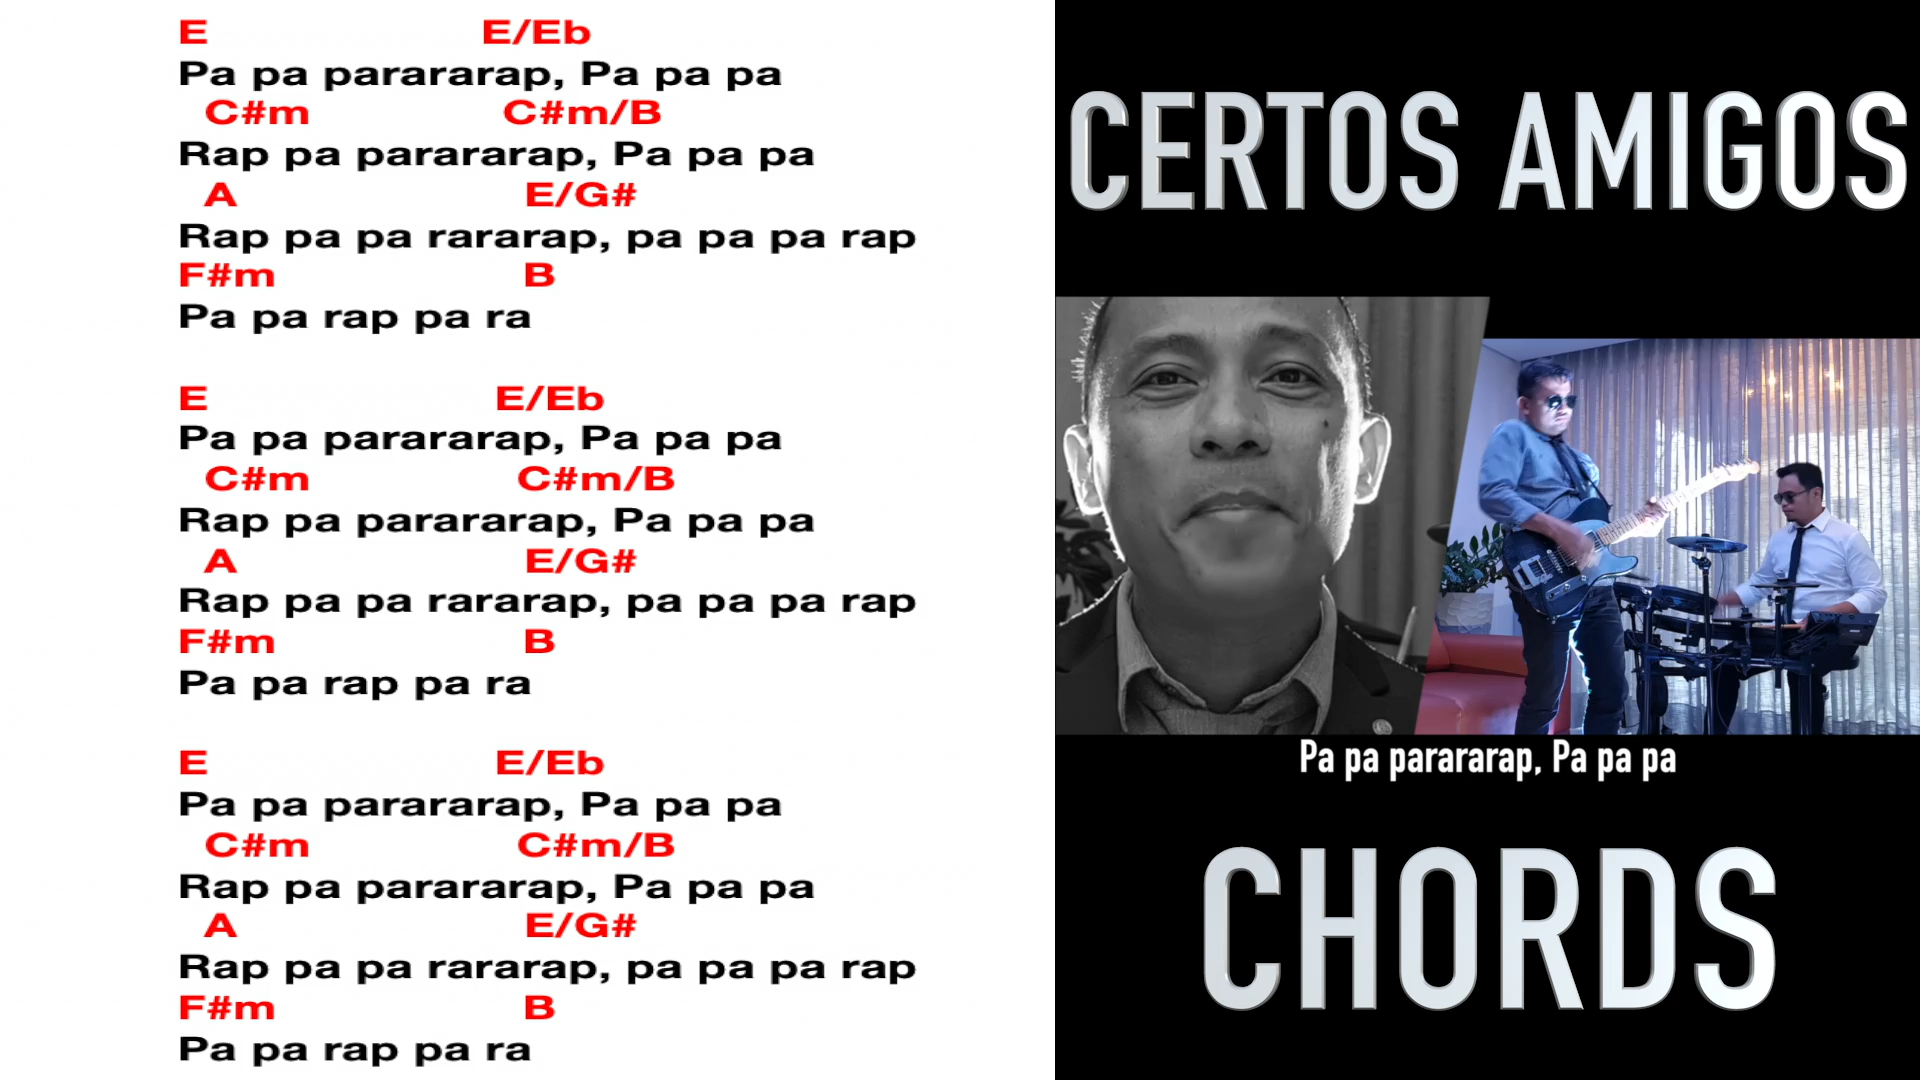 E E/Eb
Pa pa parararap, Pa pa pa
C#m C#m/B
Rap pa parararap, Pa pa pa
A E/G#
Rap pa pa rararap, pa pa pa rap
F#m B
Pa pa rap pa ra
E E/Eb
Pa pa parararap, Pa pa pa
C#m C#m/B
Rap pa parararap, Pa pa pa
A E/G#
Rap pa pa rararap, pa pa pa rap
F#m B
Pa pa rap pa ra
E E/Eb
Pa pa parararap, Pa pa pa
C#m C#m/B
Rap pa parararap, Pa pa pa
A E/G#
Rap pa pa rararap, pa pa pa rap
F#m B
Pa pa rap pa ra
CERTOS AMIGOS
Pa pa parararap, Pa pa pa
CHORDS